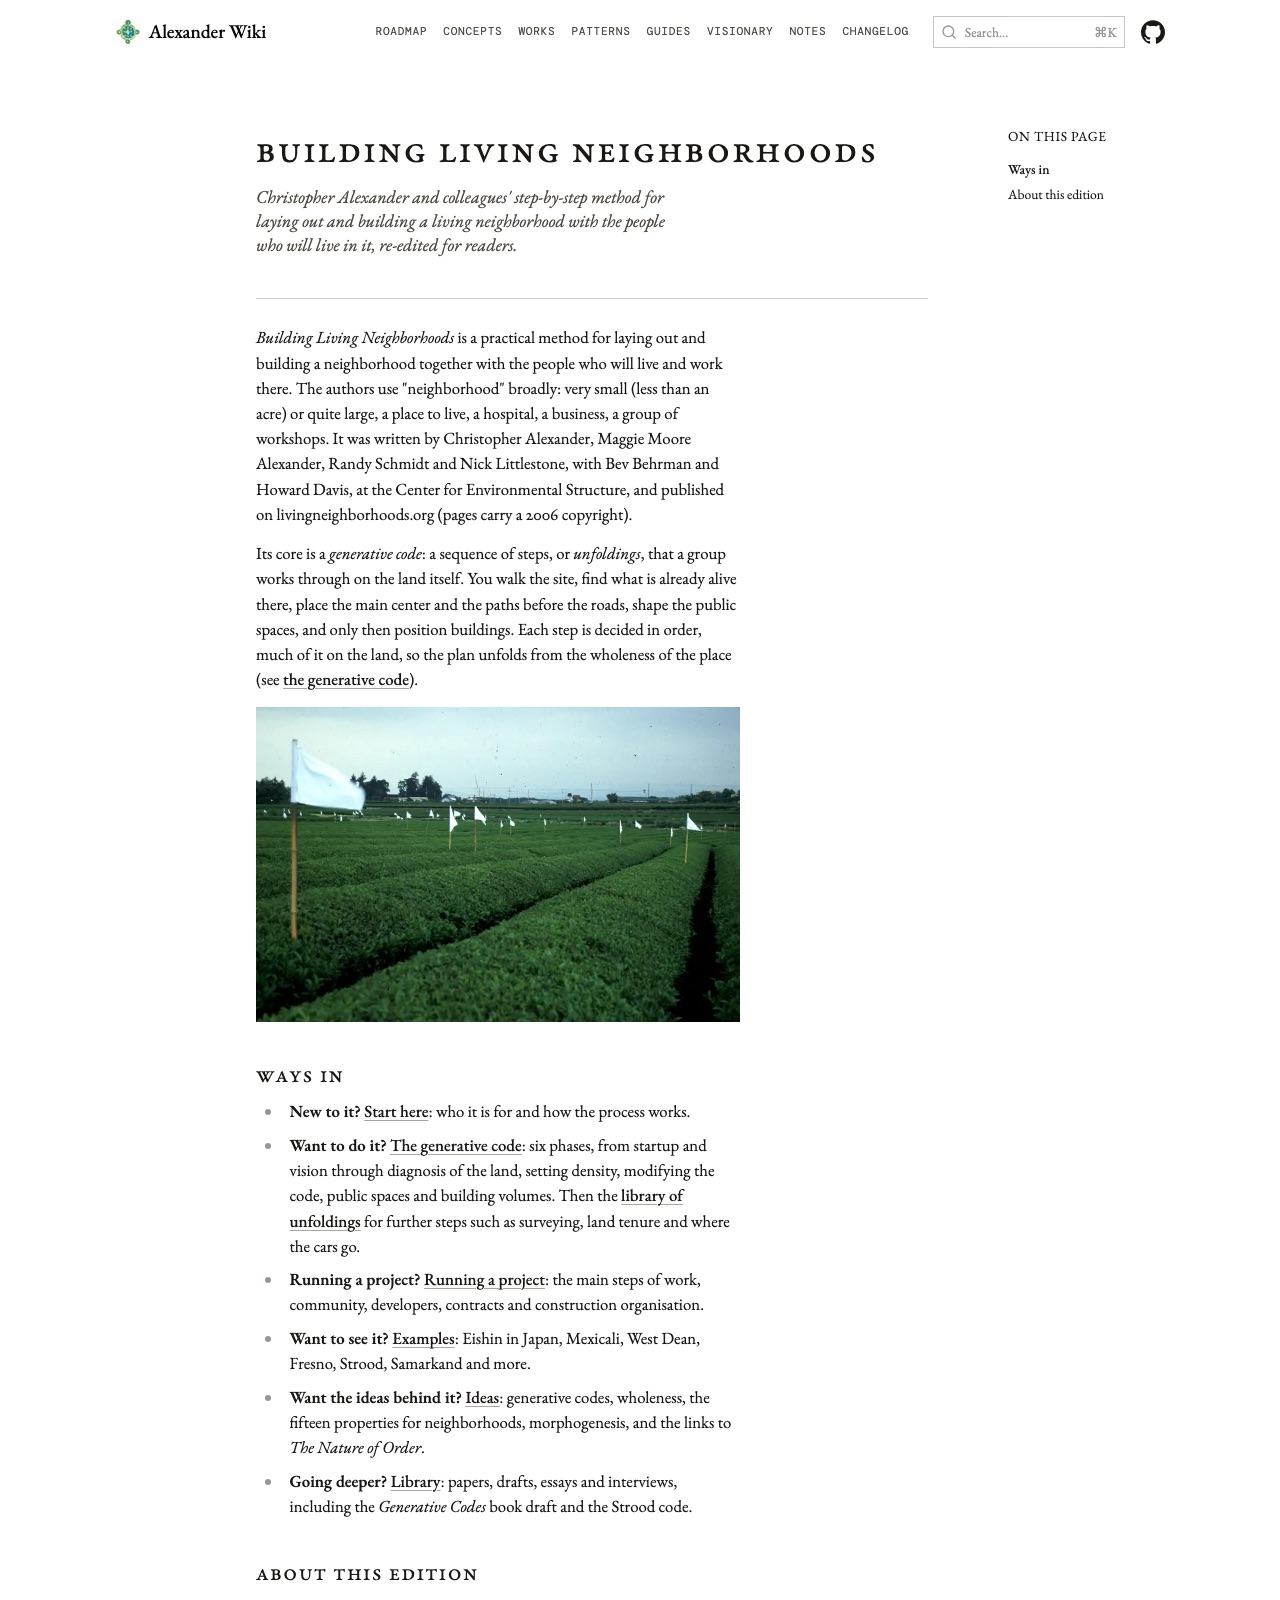 Alexander Wiki
ROADMAP CONCEPTS WORKS PATTERNS GUIDES VISIONARY NOTES CHANGELOG
Search... ⌘K
BUILDING LIVING NEIGHBORHOODS
Christopher Alexander and colleagues' step-by-step method for
laying out and building a living neighborhood with the people
who will live in it, re-edited for readers.
ON THIS PAGE
Ways in
About this edition
Building Living Neighborhoods is a practical method for laying out and
building a neighborhood together with the people who will live and work
there. The authors use "neighborhood" broadly: very small (less than an
acre) or quite large, a place to live, a hospital, a business, a group of
workshops. It was written by Christopher Alexander, Maggie Moore
Alexander, Randy Schmidt and Nick Littlestone, with Bev Behrman and
Howard Davis, at the Center for Environmental Structure, and published
on livingneighborhoods.org (pages carry a 2006 copyright).
Its core is a generative code: a sequence of steps, or unfoldings, that a group
works through on the land itself. You walk the site, find what is already alive
there, place the main center and the paths before the roads, shape the public
spaces, and only then position buildings. Each step is decided in order,
much of it on the land, so the plan unfolds from the wholeness of the place
(see the generative code).
WAYS IN
New to it? Start here: who it is for and how the process works.
Want to do it? The generative code: six phases, from startup and
vision through diagnosis of the land, setting density, modifying the
code, public spaces and building volumes. Then the library of
unfoldings for further steps such as surveying, land tenure and where
the cars go.
Running a project? Running a project: the main steps of work,
community, developers, contracts and construction organisation.
Want to see it? Examples: Eishin in Japan, Mexicali, West Dean,
Fresno, Strood, Samarkand and more.
Want the ideas behind it? Ideas: generative codes, wholeness, the
fifteen properties for neighborhoods, morphogenesis, and the links to
The Nature of Order.
Going deeper? Library: papers, drafts, essays and interviews,
including the Generative Codes book draft and the Strood code.
ABOUT THIS EDITION